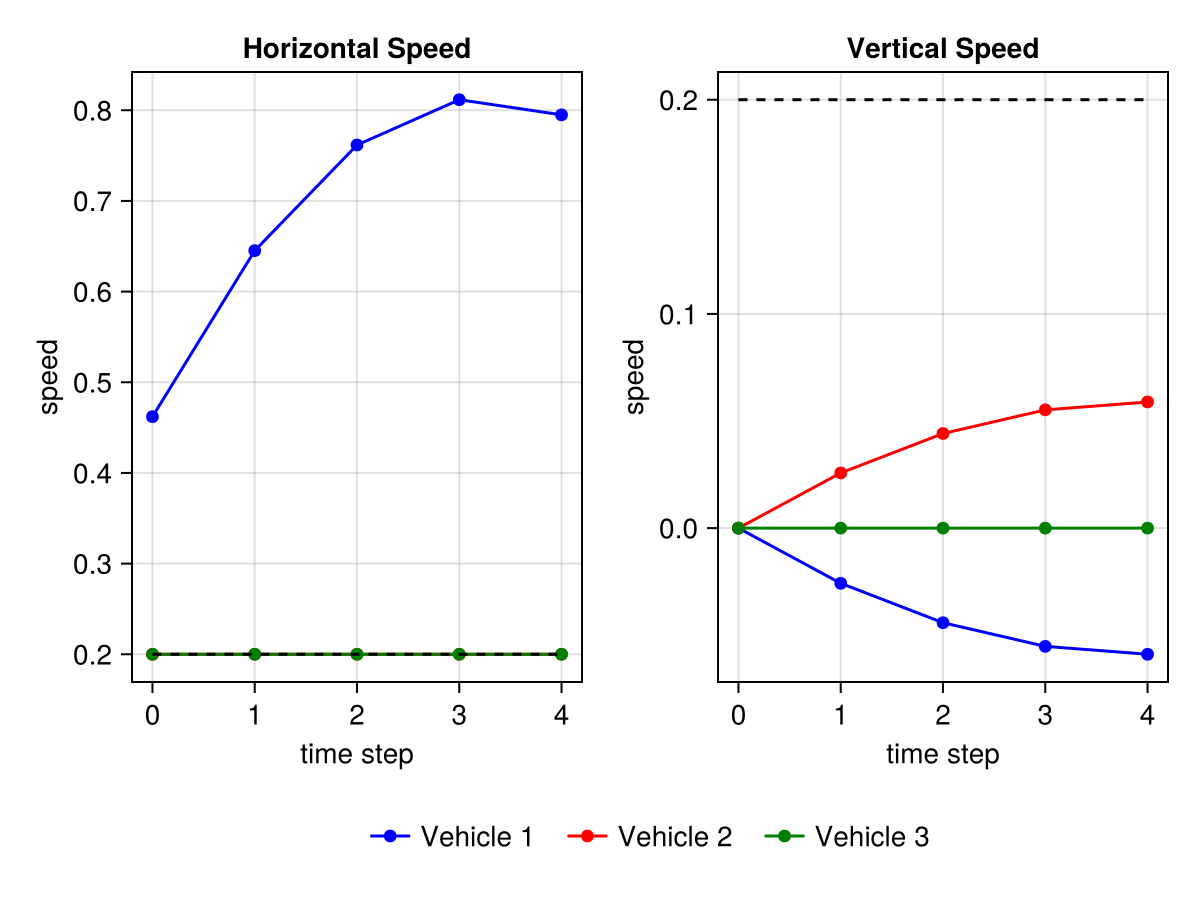 Horizontal Speed
Vertical Speed
speed
0.8
0.7
0.6
0.5
0.4
0.3
0.2
0 1 2 3 4
time step
speed
0.2
0.1
0.0
0 1 2 3 4
time step
Vehicle 1 Vehicle 2 Vehicle 3